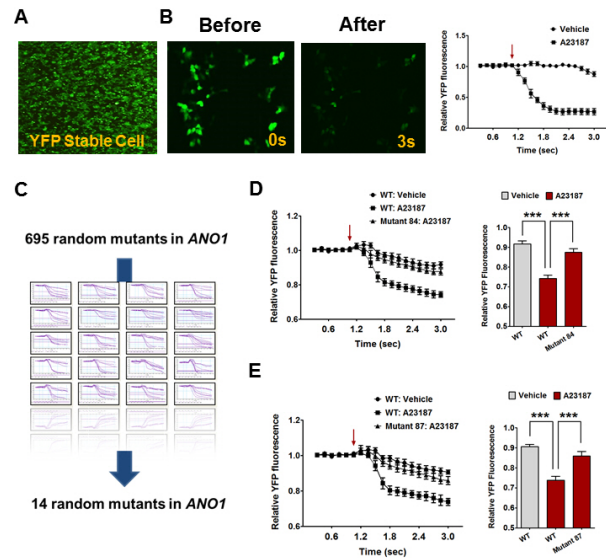 A
YFP Stable Cell
B
Before
After
0s
3s
Vehicle
A23187
Relative YFP fluorescence
1.5
1.0
0.5
0.0
0.6 1.2 1.8 2.4 3.0
Time (sec)
C
695 random mutants in ANO1
14 random mutants in ANO1
D
WT: Vehicle
WT: A23187
Mutant 84: A23187
Relative YFP fluorescence
1.2
1.0
0.8
0.6
0.6 1.2 1.8 2.4 3.0
Time (sec)
Vehicle
A23187
*** ***
Relative YFP Fluoresecence
1.0
0.9
0.8
0.7
0.6
0.5
WT WT Mutant 84
E
WT: Vehicle
WT: A23187
Mutant 87: A23187
Relative YFP fluorescence
1.2
1.0
0.8
0.6
0.6 1.2 1.8 2.4 3.0
Time (sec)
Vehicle
A23187
*** ***
Relative YFP fluorescence
1.0
0.9
0.8
0.7
0.6
0.5
WT WT Mutant 87